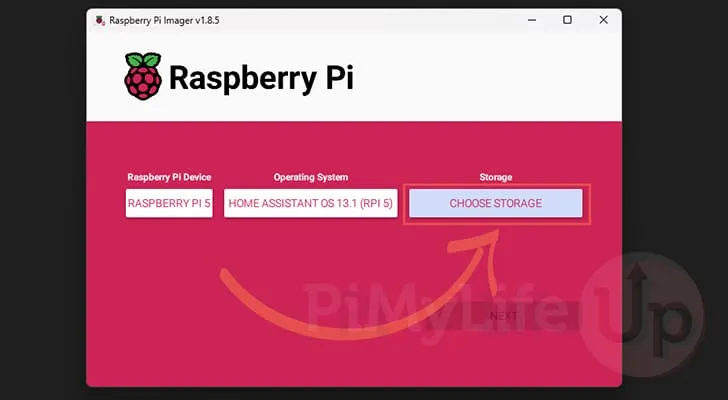 Raspberry Pi Imager v1.8.5
Raspberry Pi
Raspberry Pi Device
Operating System
Storage
RASPBERRY PI 5
HOME ASSISTANT OS 13.1 (RPI 5)
CHOOSE STORAGE
NEXT
PiMyLifeUp